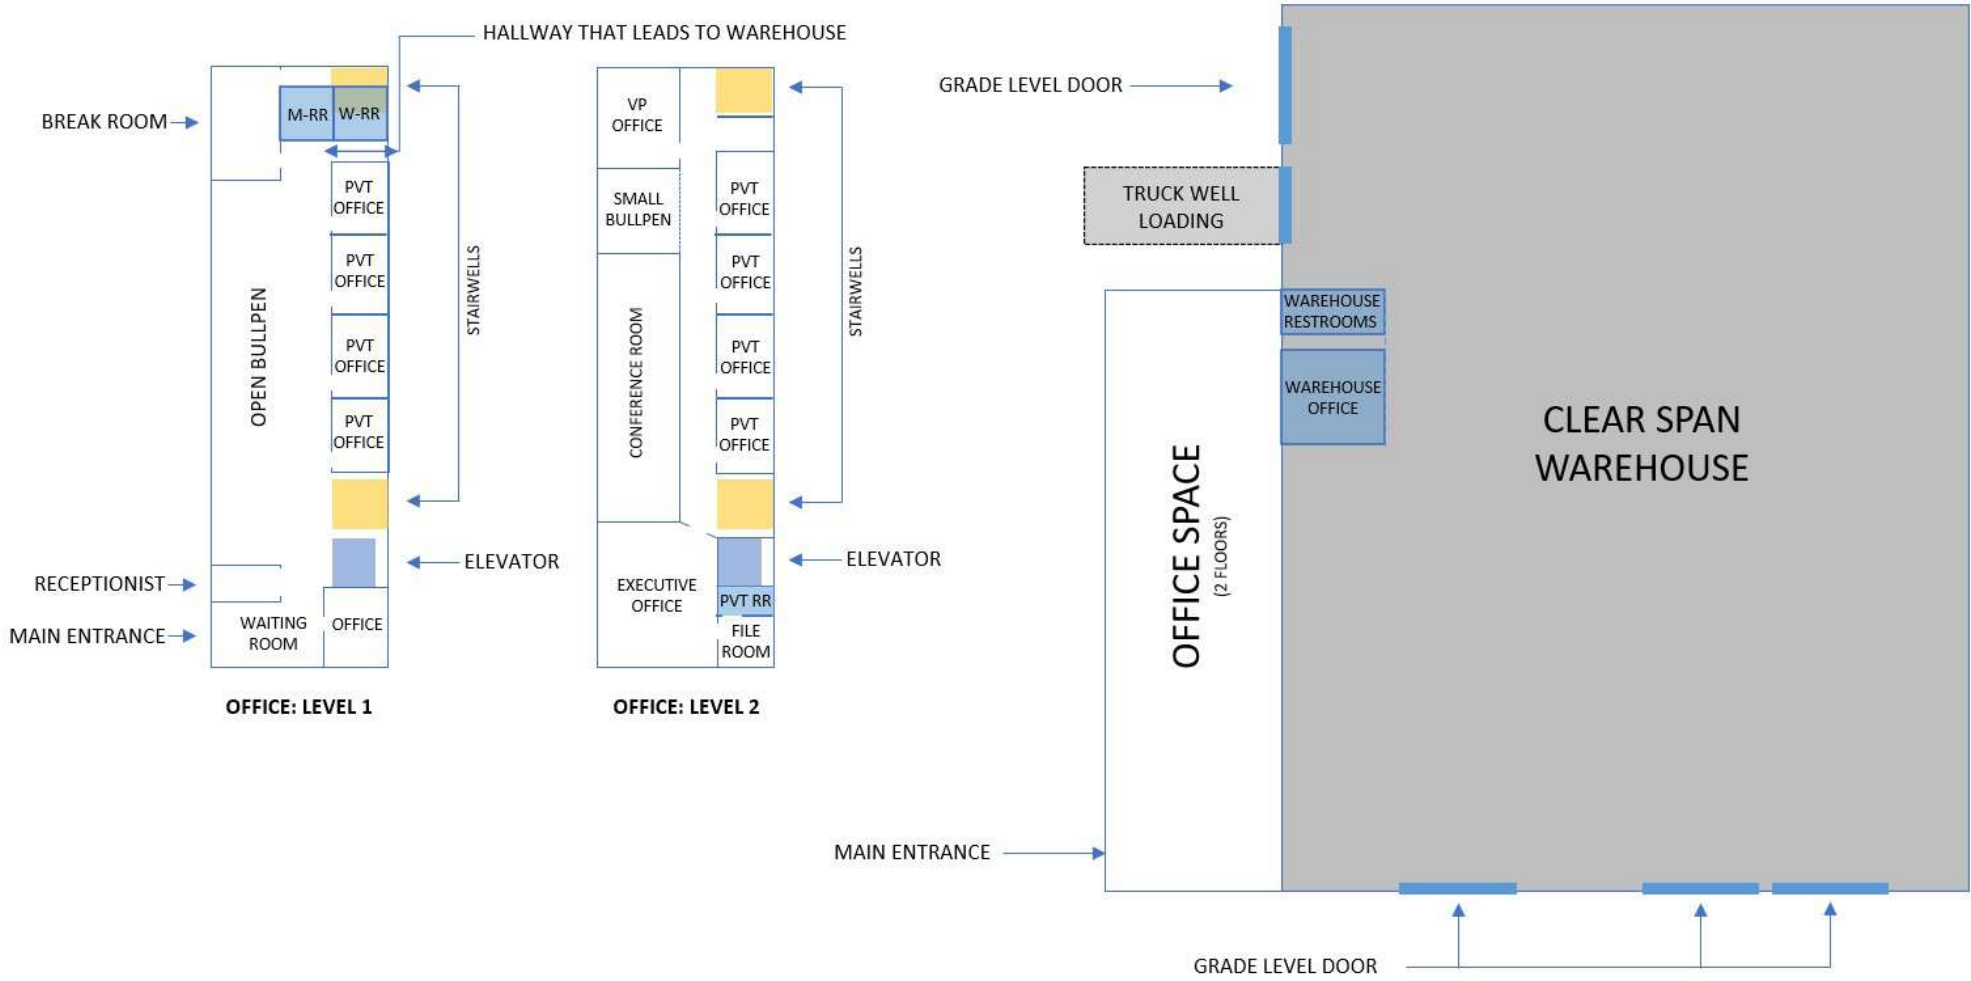 HALLWAY THAT LEADS TO WAREHOUSE
BREAK ROOM
M-RR
W-RR
PVT
OFFICE
PVT
OFFICE
PVT
OFFICE
PVT
OFFICE
OPEN BULLPEN
STAIRWELLS
ELEVATOR
RECEPTIONIST
MAIN ENTRANCE
WAITING
ROOM
OFFICE
OFFICE: LEVEL 1
VP
OFFICE
SMALL
BULLPEN
CONFERENCE ROOM
PVT
OFFICE
PVT
OFFICE
PVT
OFFICE
PVT
OFFICE
STAIRWELLS
ELEVATOR
EXECUTIVE
OFFICE
PVT RR
FILE
ROOM
OFFICE: LEVEL 2
GRADE LEVEL DOOR
TRUCK WELL
LOADING
WAREHOUSE
RESTROOMS
WAREHOUSE
OFFICE
CLEAR SPAN
WAREHOUSE
OFFICE SPACE
(2 FLOORS)
MAIN ENTRANCE
GRADE LEVEL DOOR